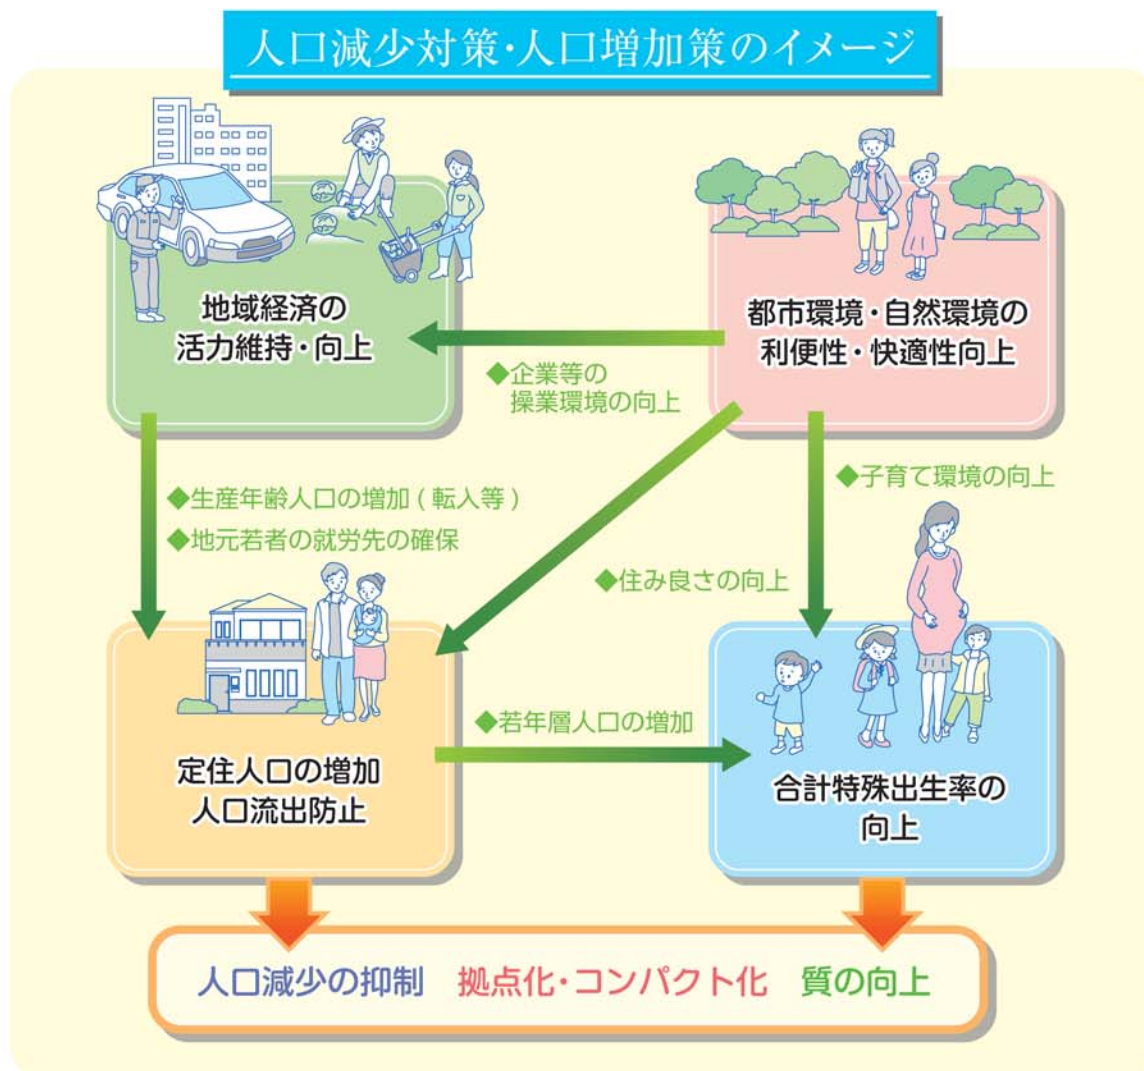 人口減少対策・人口増加策のイメージ
地域経済の
活力維持・向上
都市環境・自然環境の
利便性・快適性向上
◆企業等の
操業環境の向上
◆生産年齢人口の増加(転入等)
◆地元若者の就労先の確保
◆子育て環境の向上
◆住み良さの向上
定住人口の増加
人口流出防止
◆若年層人口の増加
合計特殊出生率の
向上
人口減少の抑制 拠点化・コンパクト化 質の向上